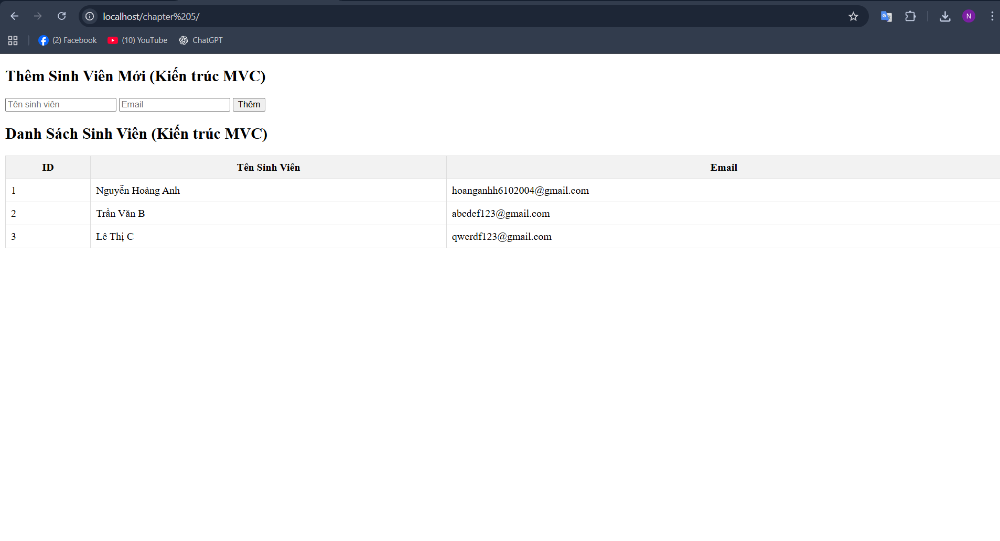 localhost/chapter%205/
N
(2) Facebook (10) YouTube ChatGPT
Thêm Sinh Viên Mới (Kiến trúc MVC)
Tên sinh viên Email Thêm
Danh Sách Sinh Viên (Kiến trúc MVC)
ID Tên Sinh Viên Email
1 Nguyễn Hoàng Anh hoanganhh6102004@gmail.com
2 Trần Văn B abcdef123@gmail.com
3 Lê Thị C qwerdf123@gmail.com